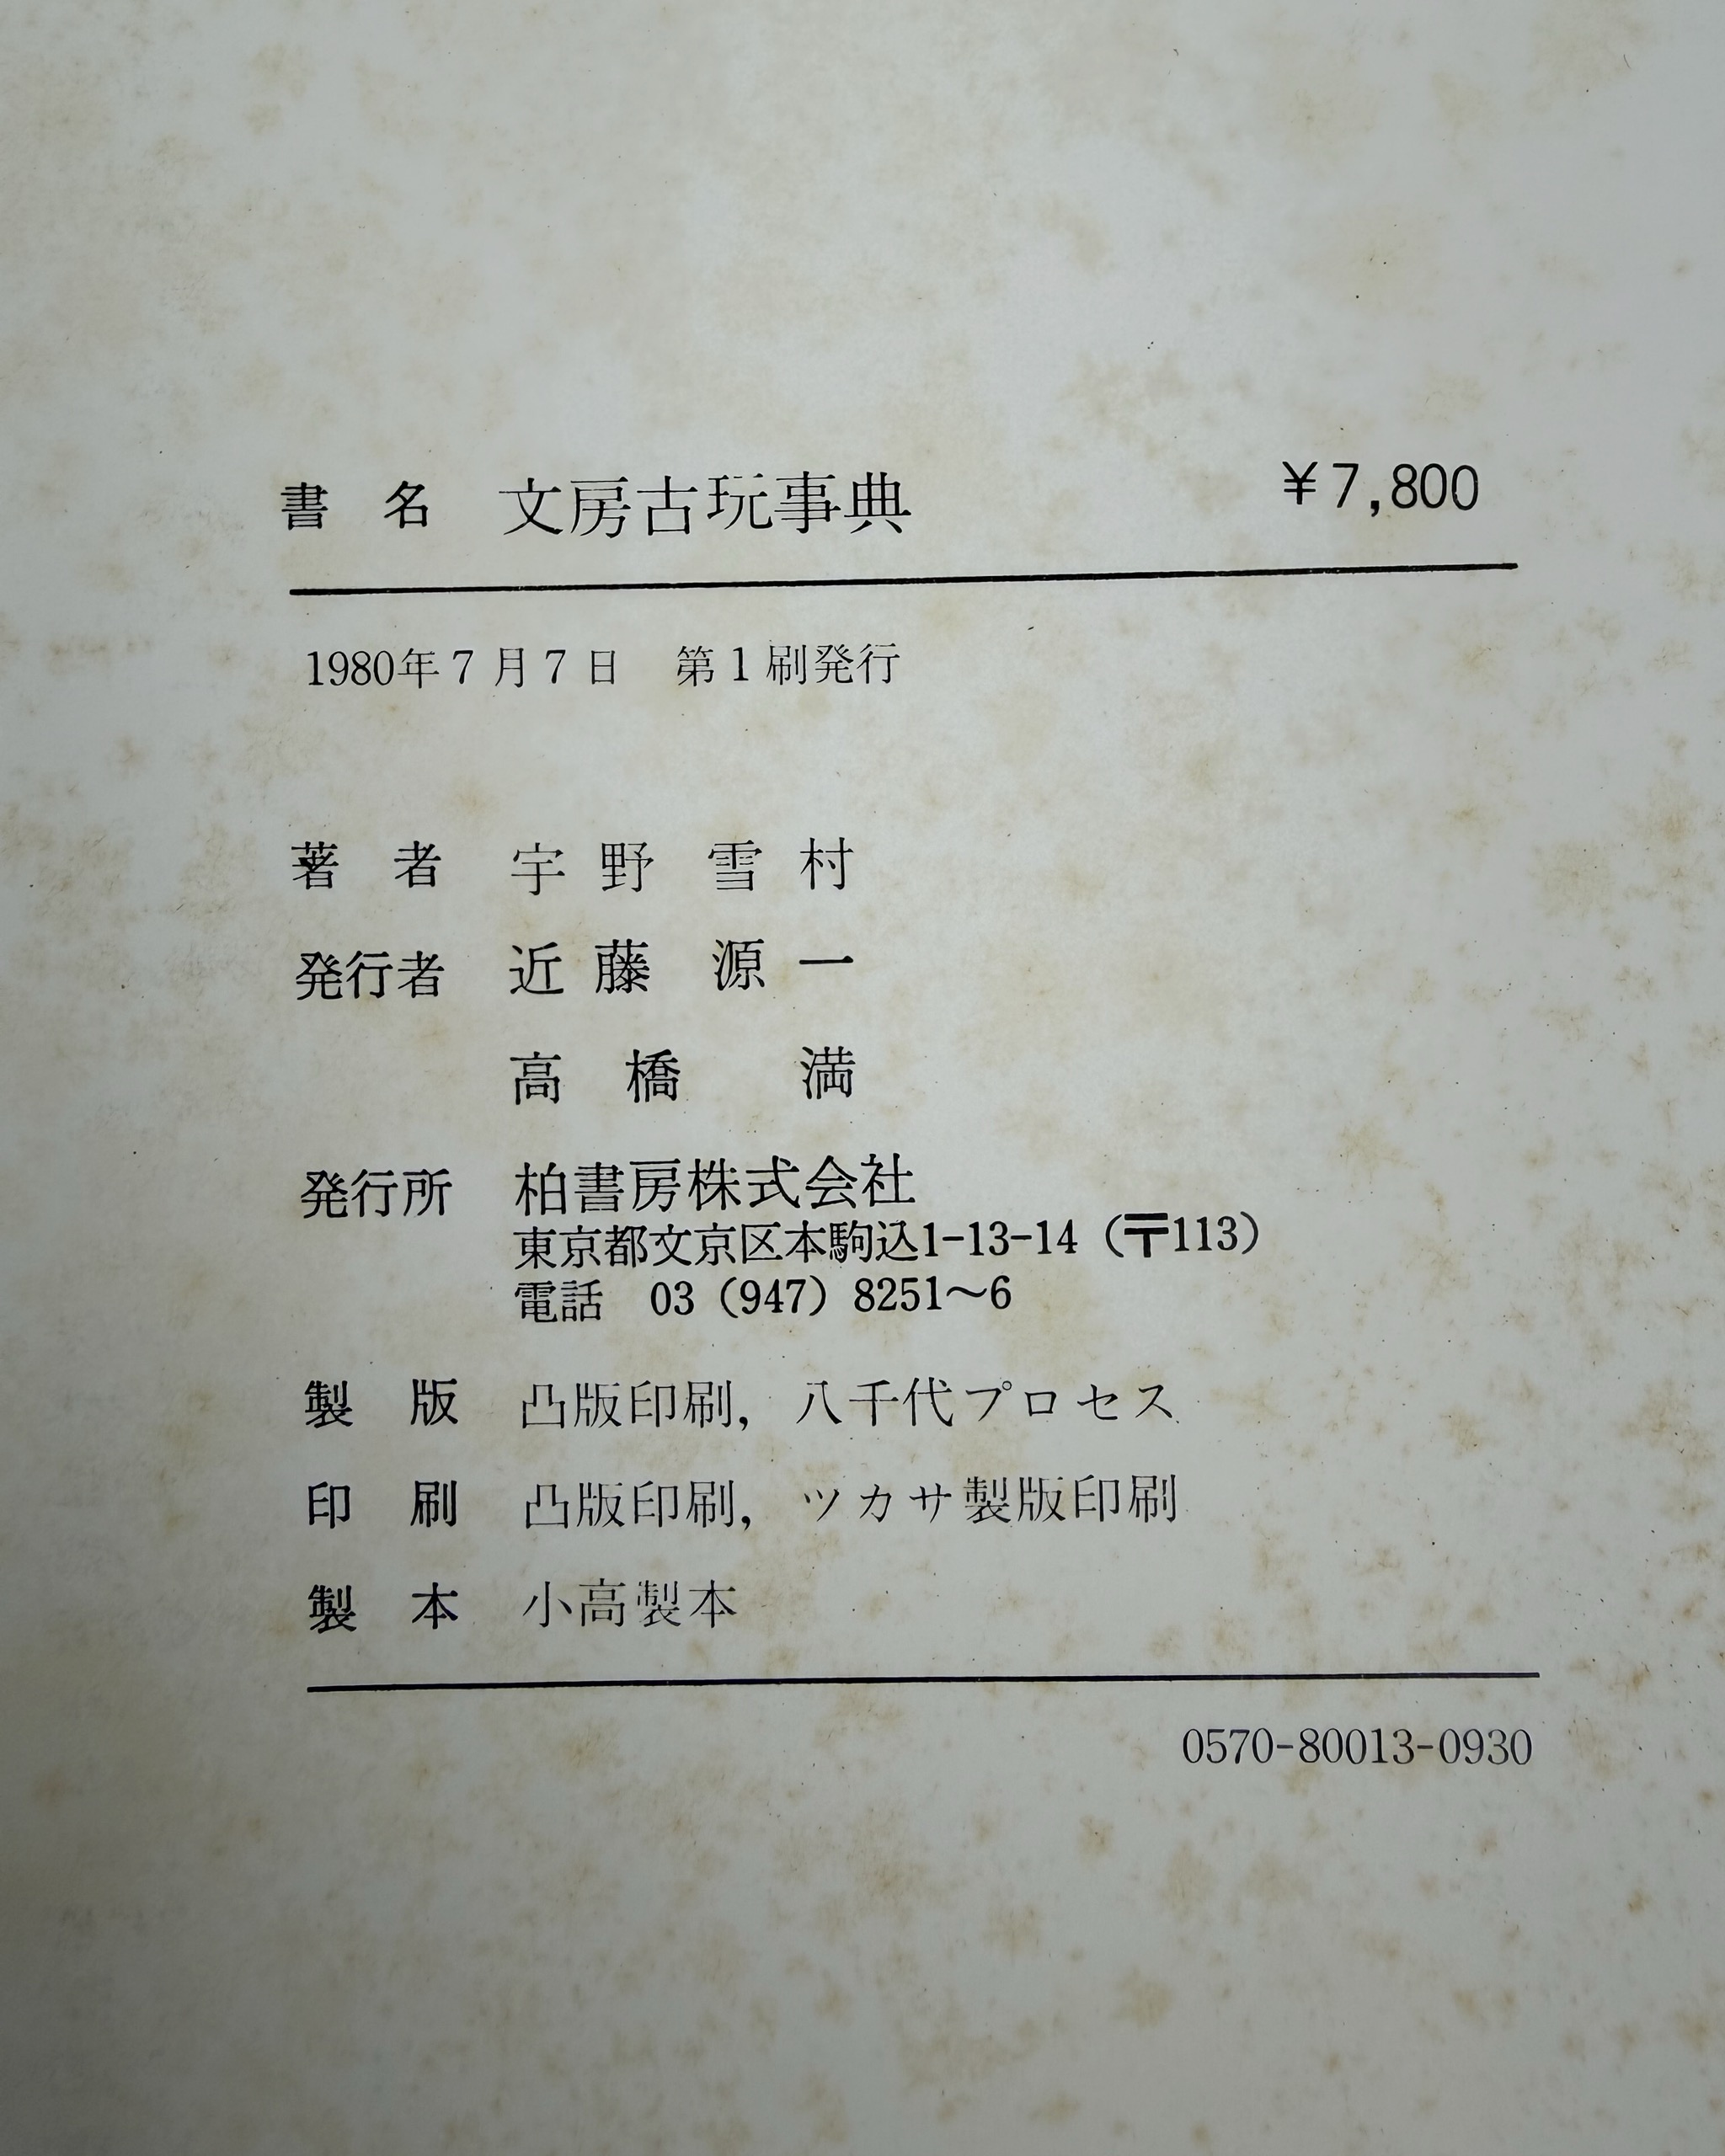 書 名 文房古玩事典 ¥7,800
1980年7月7日 第1刷発行
著 者 宇野 雪村
発行者 近藤 源一
高橋 満
発行所 柏書房株式会社
東京都文京区本駒込1-13-14（〒113）
電話 03（947）8251〜6
製 版 凸版印刷，八千代プロセス
印 刷 凸版印刷，ツカサ製版印刷
製 本 小高製本
0570-80013-0930